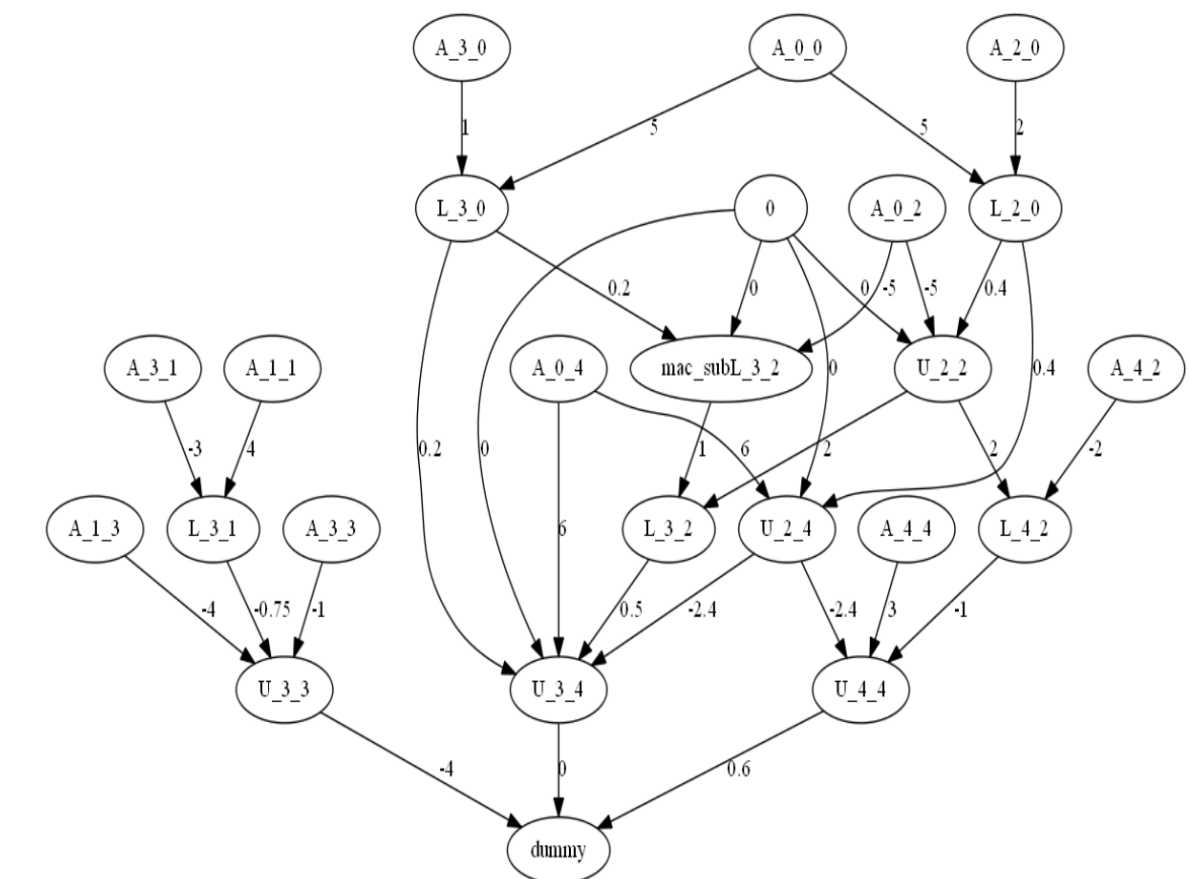 A_3_0 A_0_0 A_2_0
1 5 5 2
L_3_0 0 A_0_2 L_2_0
0.2 0 0 -5 -5 0.4
A_3_1 A_1_1 A_0_4 mac_subL_3_2 U_2_2 A_4_2
0 0.4
-3 4 0.2 0 1 6 2 2 -2
A_1_3 L_3_1 A_3_3 6 L_3_2 U_2_4 A_4_4 L_4_2
-4 -0.75 -1 0.5 -2.4 -2.4 3 -1
U_3_3 U_3_4 U_4_4
-4 0 0.6
dummy